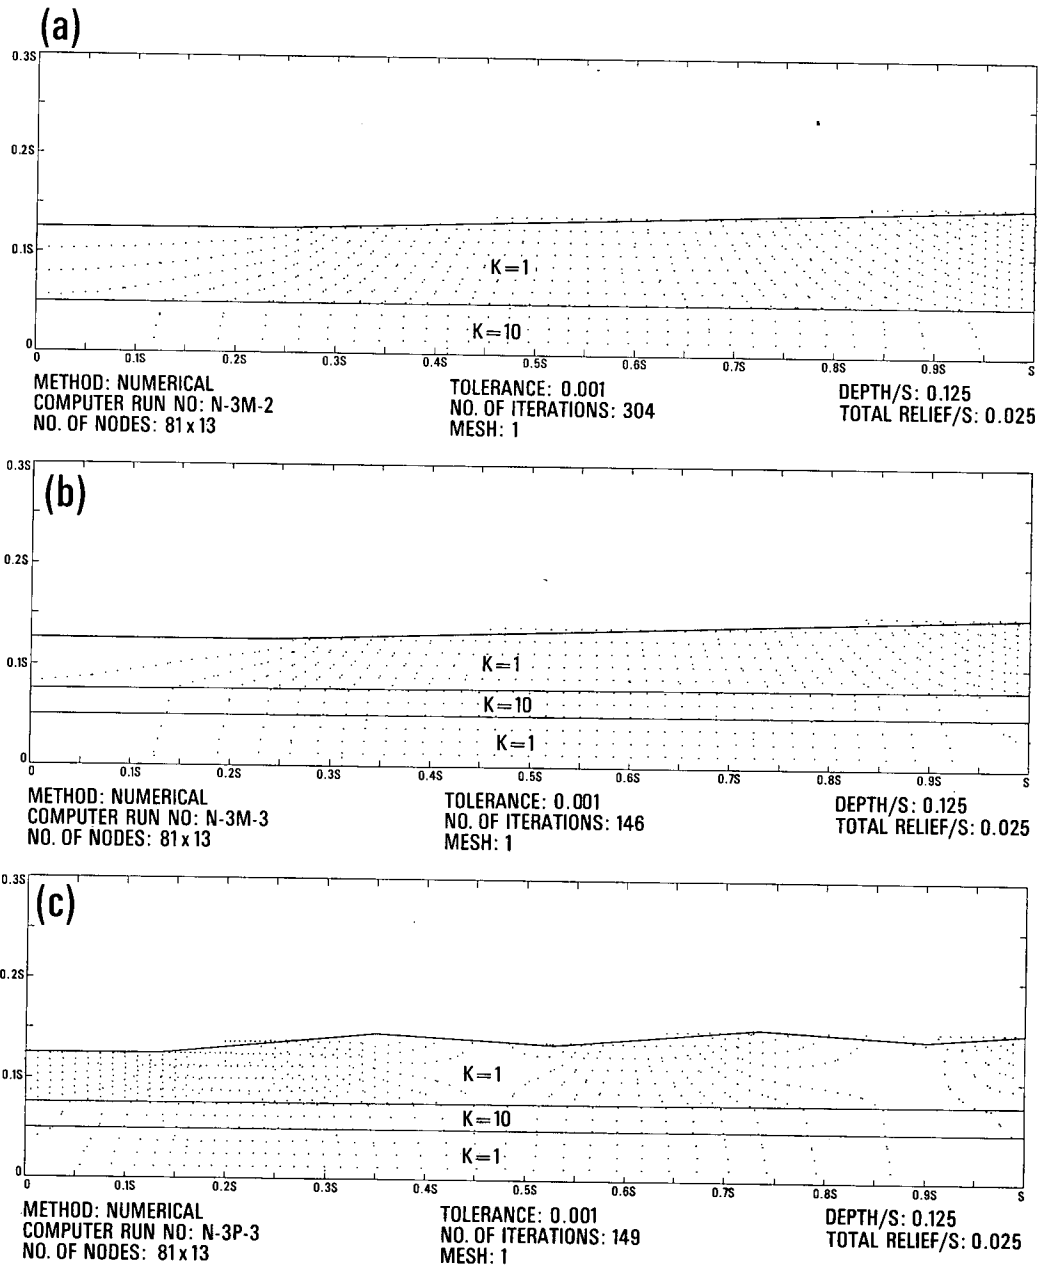 (a)
0.3S
0.2S
0.1S
K=1
K=10
0
0 0.1S 0.2S 0.3S 0.4S 0.5S 0.6S 0.7S 0.8S 0.9S S
METHOD: NUMERICAL TOLERANCE: 0.001 DEPTH/S: 0.125
COMPUTER RUN NO: N-3M-2 NO. OF ITERATIONS: 304 TOTAL RELIEF/S: 0.025
NO. OF NODES: 81x13 MESH: 1
(b)
0.3S
0.2S
0.1S
K=1
K=10
K=1
0
0 0.1S 0.2S 0.3S 0.4S 0.5S 0.6S 0.7S 0.8S 0.9S S
METHOD: NUMERICAL TOLERANCE: 0.001 DEPTH/S: 0.125
COMPUTER RUN NO: N-3M-3 NO. OF ITERATIONS: 146 TOTAL RELIEF/S: 0.025
NO. OF NODES: 81x13 MESH: 1
(c)
0.3S
0.2S
0.1S
K=1
K=10
K=1
0
0 0.1S 0.2S 0.3S 0.4S 0.5S 0.6S 0.7S 0.8S 0.9S S
METHOD: NUMERICAL TOLERANCE: 0.001 DEPTH/S: 0.125
COMPUTER RUN NO: N-3P-3 NO. OF ITERATIONS: 149 TOTAL RELIEF/S: 0.025
NO. OF NODES: 81x13 MESH: 1